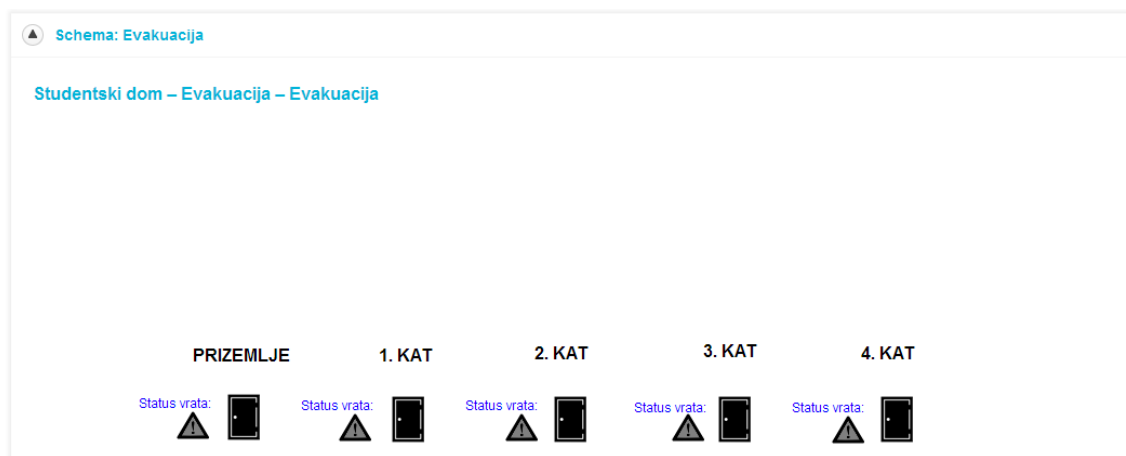 Schema: Evakuacija
Studentski dom – Evakuacija – Evakuacija
PRIZEMLJE 1. KAT 2. KAT 3. KAT 4. KAT
Status vrata: Status vrata: Status vrata: Status vrata: Status vrata: